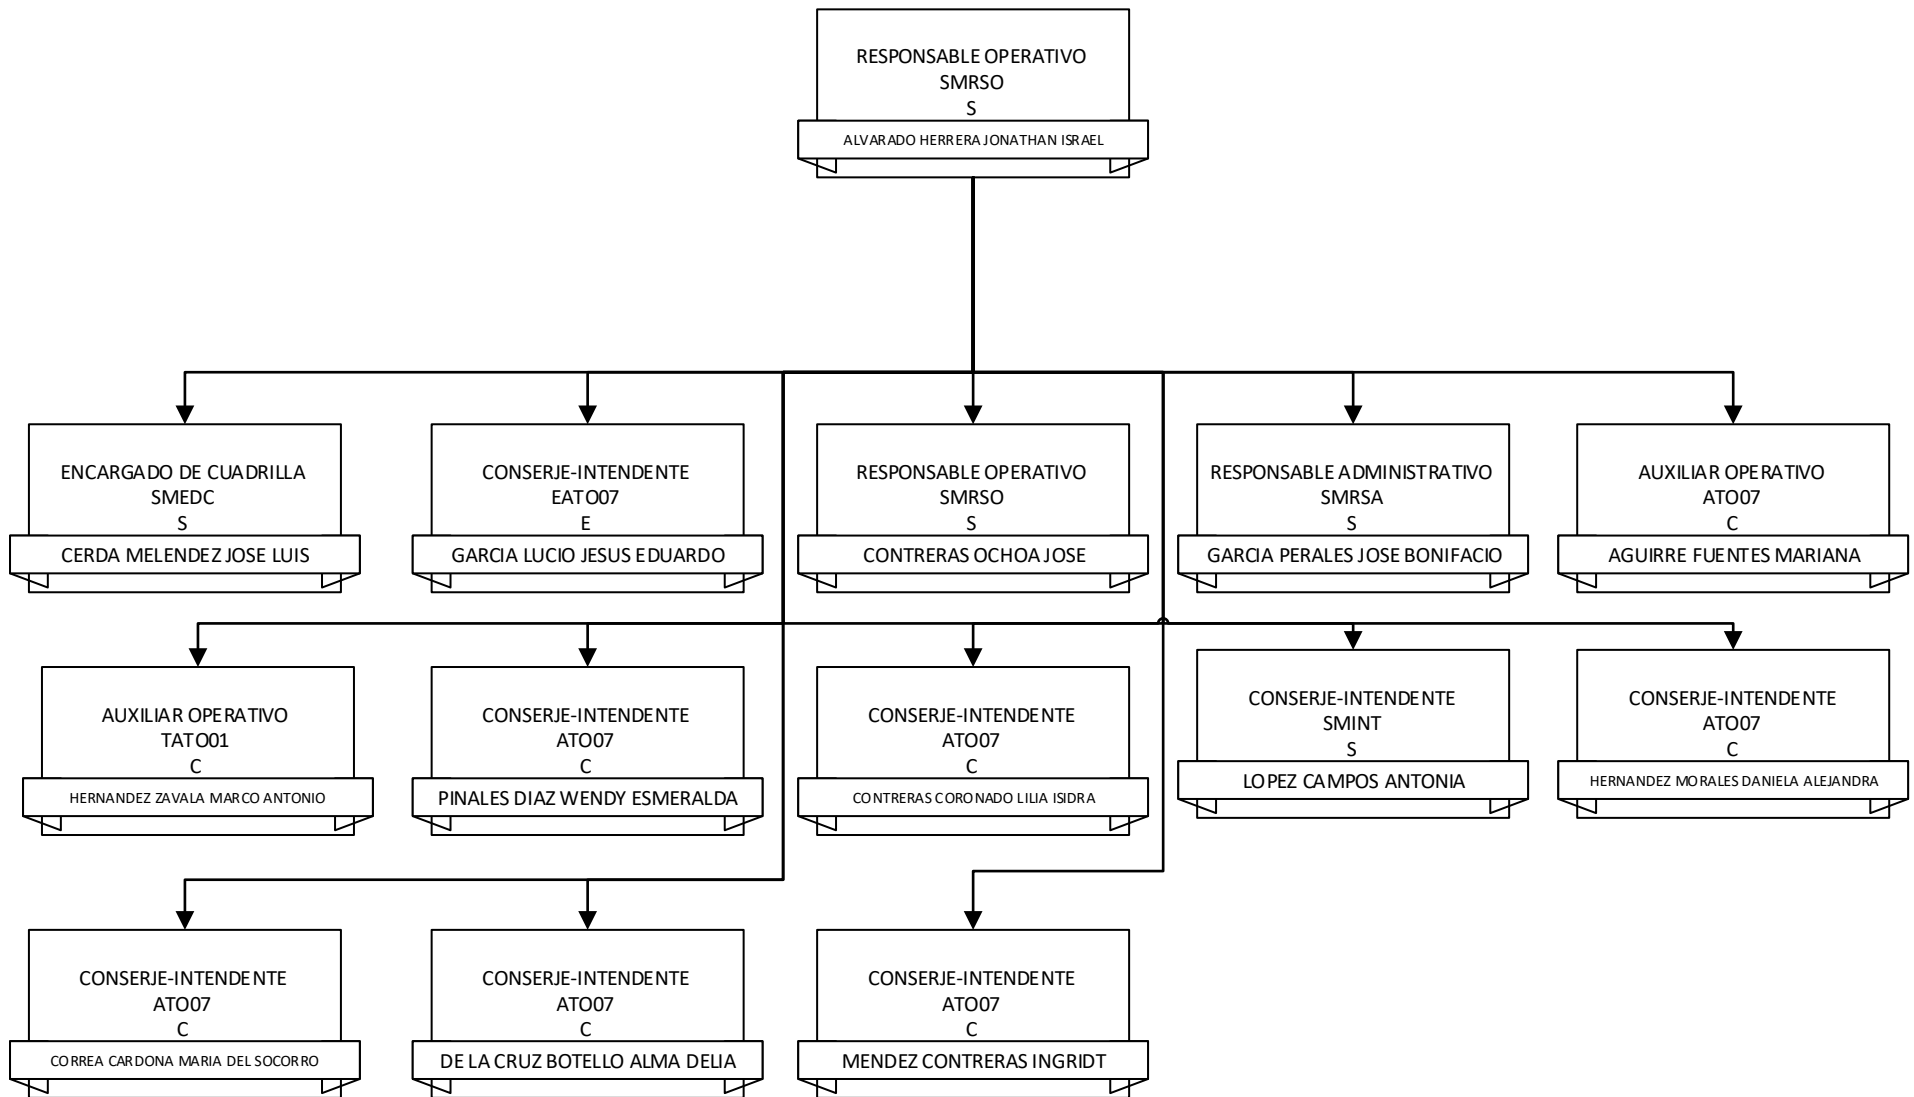 RESPONSABLE OPERATIVO
SMRSO
S
ALVARADO HERRERA JONATHAN ISRAEL
ENCARGADO DE CUADRILLA
SMEDC
S
CERDA MELENDEZ JOSE LUIS
CONSERJE-INTENDENTE
EATO07
E
GARCIA LUCIO JESUS EDUARDO
RESPONSABLE OPERATIVO
SMRSO
S
CONTRERAS OCHOA JOSE
RESPONSABLE ADMINISTRATIVO
SMRSA
S
GARCIA PERALES JOSE BONIFACIO
AUXILIAR OPERATIVO
ATO07
C
AGUIRRE FUENTES MARIANA
AUXILIAR OPERATIVO
TATO01
C
HERNANDEZ ZAVALA MARCO ANTONIO
CONSERJE-INTENDENTE
ATO07
C
PINALES DIAZ WENDY ESMERALDA
CONSERJE-INTENDENTE
ATO07
C
CONTRERAS CORONADO LILIA ISIDRA
CONSERJE-INTENDENTE
SMINT
S
LOPEZ CAMPOS ANTONIA
CONSERJE-INTENDENTE
ATO07
C
HERNANDEZ MORALES DANIELA ALEJANDRA
CONSERJE-INTENDENTE
ATO07
C
CORREA CARDONA MARIA DEL SOCORRO
CONSERJE-INTENDENTE
ATO07
C
DE LA CRUZ BOTELLO ALMA DELIA
CONSERJE-INTENDENTE
ATO07
C
MENDEZ CONTRERAS INGRIDT